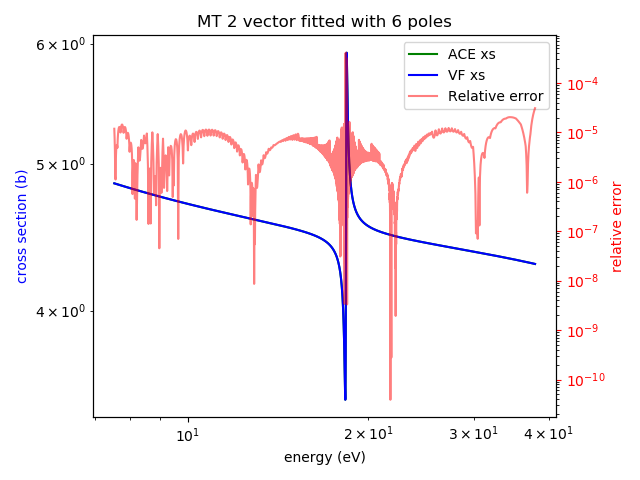 MT 2 vector fitted with 6 poles
ACE xs
VF xs
Relative error
cross section (b)
6 × 10⁰
5 × 10⁰
4 × 10⁰
relative error
10⁻⁴
10⁻⁵
10⁻⁶
10⁻⁷
10⁻⁸
10⁻⁹
10⁻¹⁰
10¹
2 × 10¹
3 × 10¹
4 × 10¹
energy (eV)